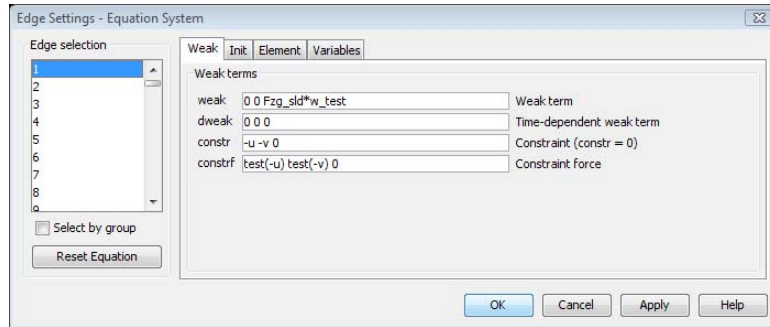 Edge Settings - Equation System
Edge selection
1
2
3
4
5
6
7
8
9
Select by group
Reset Equation
Weak Init Element Variables
Weak terms
weak 0 0 Fzg_sld*w_test Weak term
dweak 0 0 0 Time-dependent weak term
constr -u -v 0 Constraint (constr = 0)
constrf test(-u) test(-v) 0 Constraint force
OK Cancel Apply Help